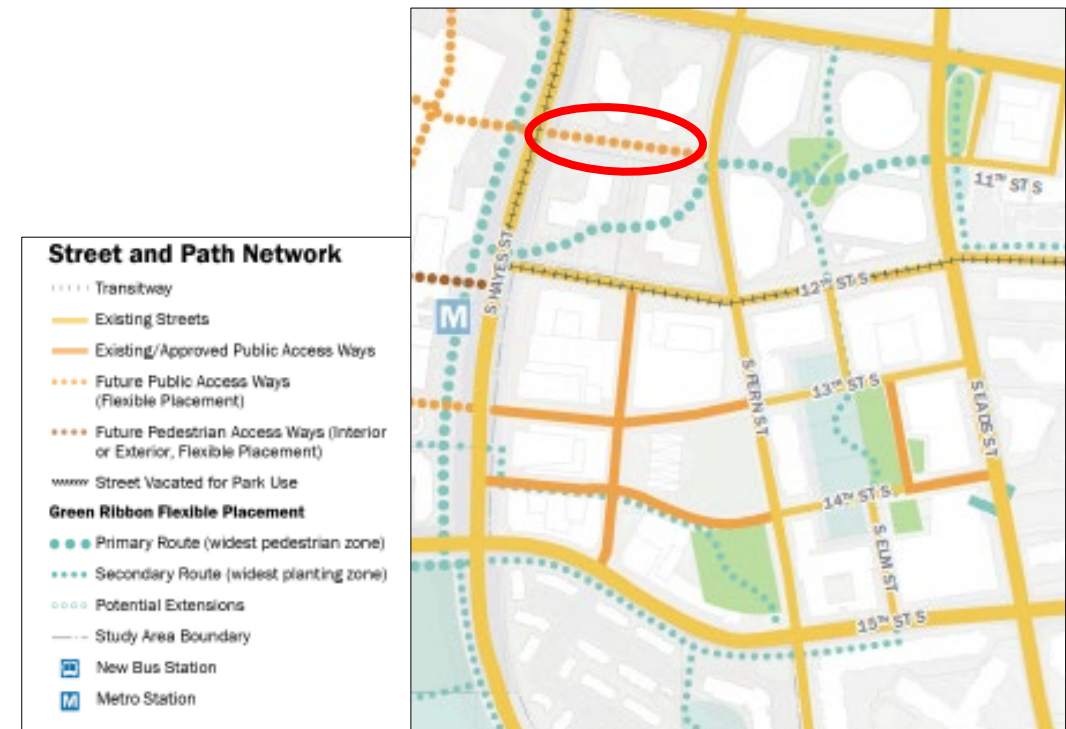 Street and Path Network
Transitway
Existing Streets
Existing/Approved Public Access Ways
Future Public Access Ways
(Flexible Placement)
Future Pedestrian Access Ways (Interior
or Exterior, Flexible Placement)
Street Vacated for Park Use
Green Ribbon Flexible Placement
Primary Route (widest pedestrian zone)
Secondary Route (widest planting zone)
Potential Extensions
Study Area Boundary
New Bus Station
M Metro Station
11TH ST S
S HAYES ST
12TH ST S
M
S FERN ST
13TH ST S
S EADS ST
14TH ST S
S ELM ST
15TH ST S